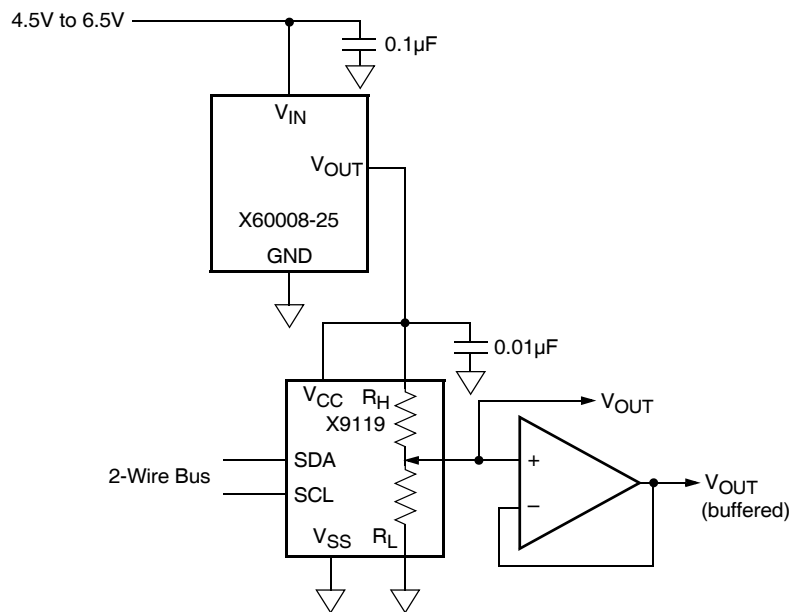 4.5V to 6.5V
0.1µF
VIN
VOUT
X60008-25
GND
0.01µF
VCC
RH
X9119
VOUT
2-Wire Bus
SDA
SCL
+
−
VOUT
(buffered)
VSS
RL